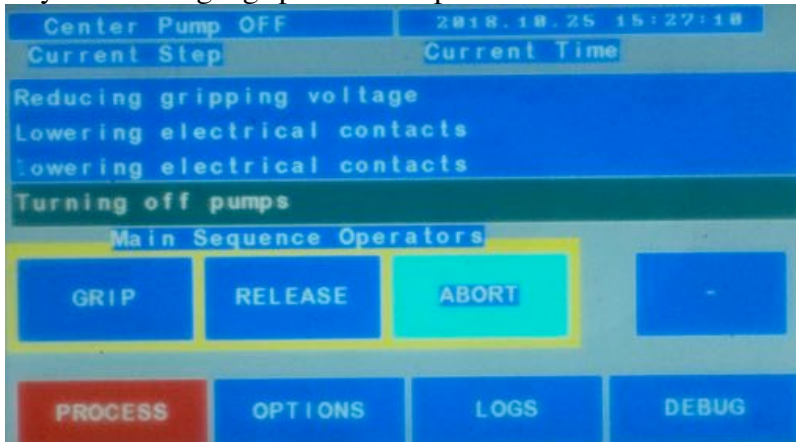 Center Pump OFF
2018.10.25 15:27:10
Current Step
Current Time
Reducing gripping voltage
Lowering electrical contacts
Lowering electrical contacts
Turning off pumps
Main Sequence Operators
GRIP
RELEASE
ABORT
-
PROCESS
OPTIONS
LOGS
DEBUG